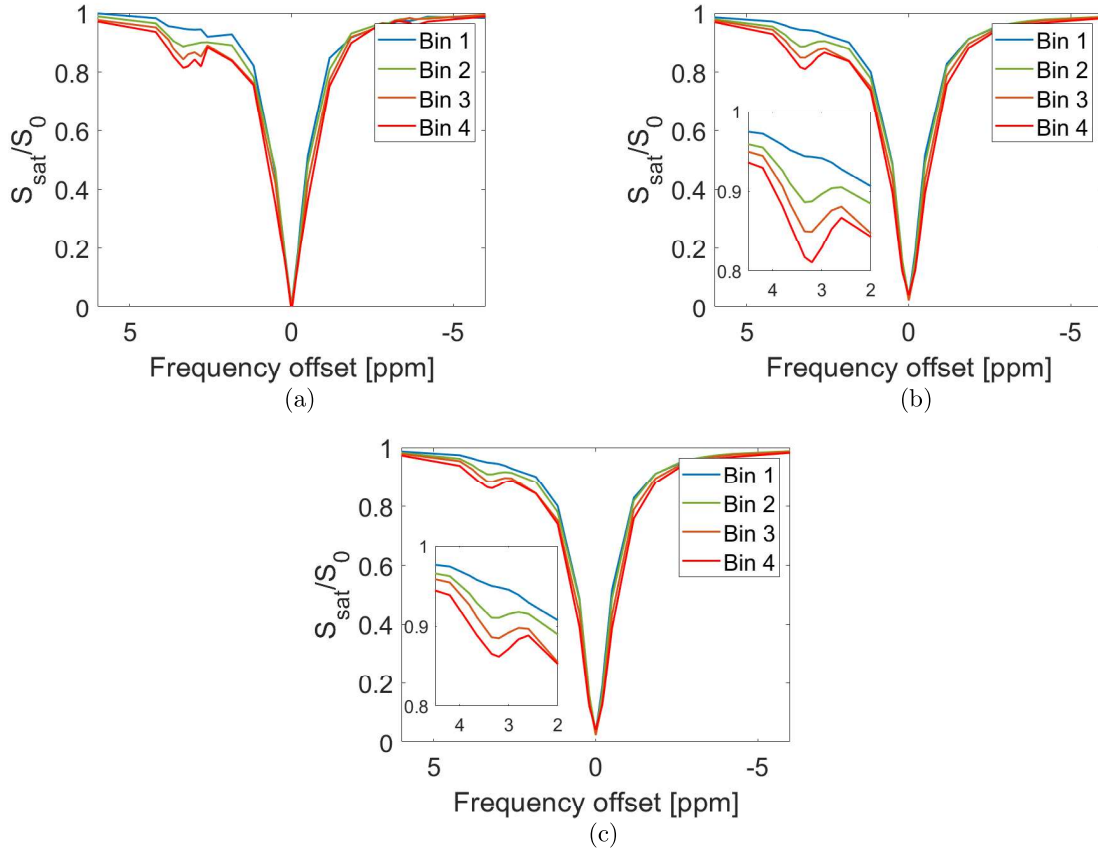 1
0.8
0.6
0.4
0.2
0
S_sat/S_0
5
0
-5
Frequency offset [ppm]
Bin 1
Bin 2
Bin 3
Bin 4
(a)
1
0.8
0.6
0.4
0.2
0
S_sat/S_0
5
0
-5
Frequency offset [ppm]
Bin 1
Bin 2
Bin 3
Bin 4
1
0.9
0.8
4
3
2
(b)
1
0.8
0.6
0.4
0.2
0
S_sat/S_0
5
0
-5
Frequency offset [ppm]
Bin 1
Bin 2
Bin 3
Bin 4
1
0.9
0.8
4
3
2
(c)